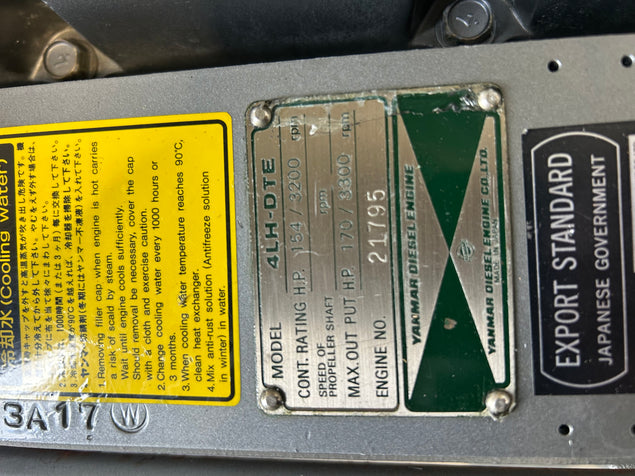 冷却水(Cooling water)
1.Removing filler cap when engine is hot carries
a risk of scald by steam.
Wait until engine cools sufficiently.
Should removal be necessary, cover the cap
with a cloth and exercise caution.
2.Change cooling water every 1000 hours or
3 months.
3.When cooling water temperature reaches 90℃,
clean heat exchanger.
4.Mix antirust solution (Antifreeze solution
in winter) in water.
3A17 W
MODEL 4LH-DTE
CONT. RATING H.P. 154 / 3200 rpm
SPEED OF
PROPELLER SHAFT rpm
MAX. OUT PUT H.P. 170 / 3300 rpm
ENGINE NO. 21795
YANMAR DIESEL ENGINE
YANMAR DIESEL ENGINE CO. LTD.
MADE IN JAPAN
EXPORT STANDARD
JAPANESE GOVERNMENT